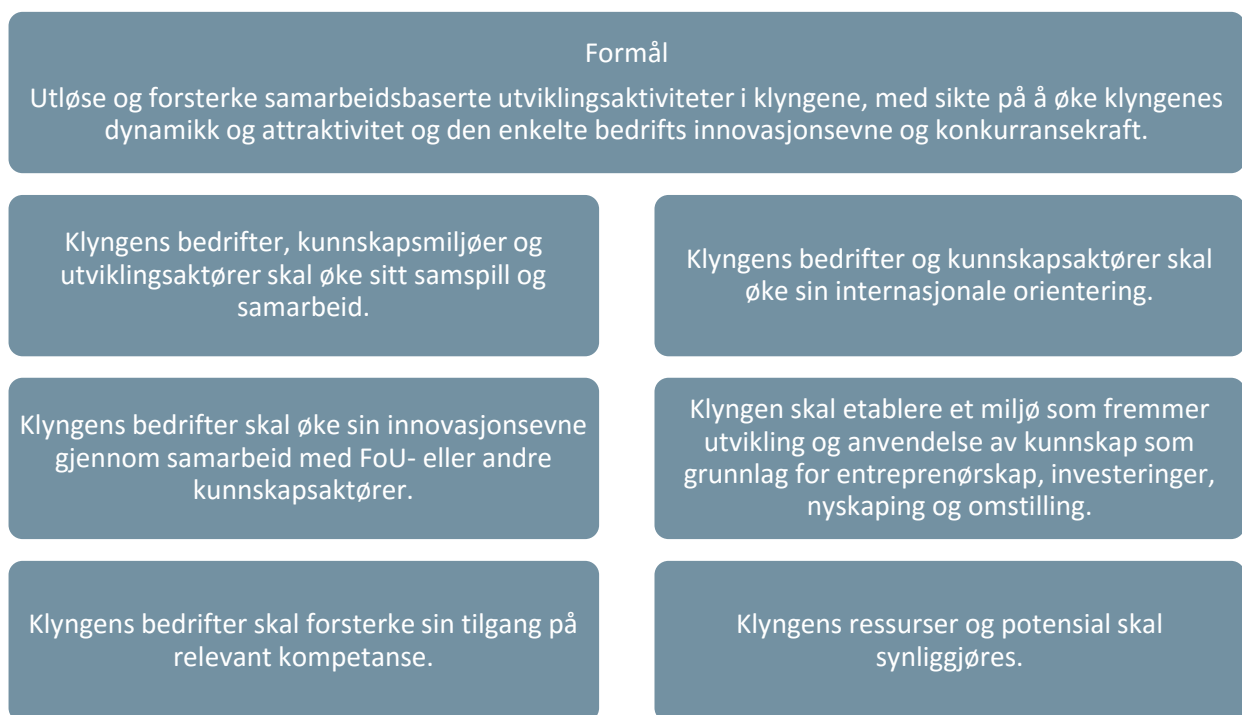 Formål
Utløse og forsterke samarbeidsbaserte utviklingsaktiviteter i klyngene, med sikte på å øke klyngenes
dynamikk og attraktivitet og den enkelte bedrifts innovasjonsevne og konkurransekraft.
Klyngens bedrifter, kunnskapsmiljøer og
utviklingsaktører skal øke sitt samspill og
samarbeid.
Klyngens bedrifter og kunnskapsaktører skal
øke sin internasjonale orientering.
Klyngens bedrifter skal øke sin innovasjonsevne
gjennom samarbeid med FoU- eller andre
kunnskapsaktører.
Klyngen skal etablere et miljø som fremmer
utvikling og anvendelse av kunnskap som
grunnlag for entreprenørskap, investeringer,
nyskaping og omstilling.
Klyngens bedrifter skal forsterke sin tilgang på
relevant kompetanse.
Klyngens ressurser og potensial skal
synliggjøres.